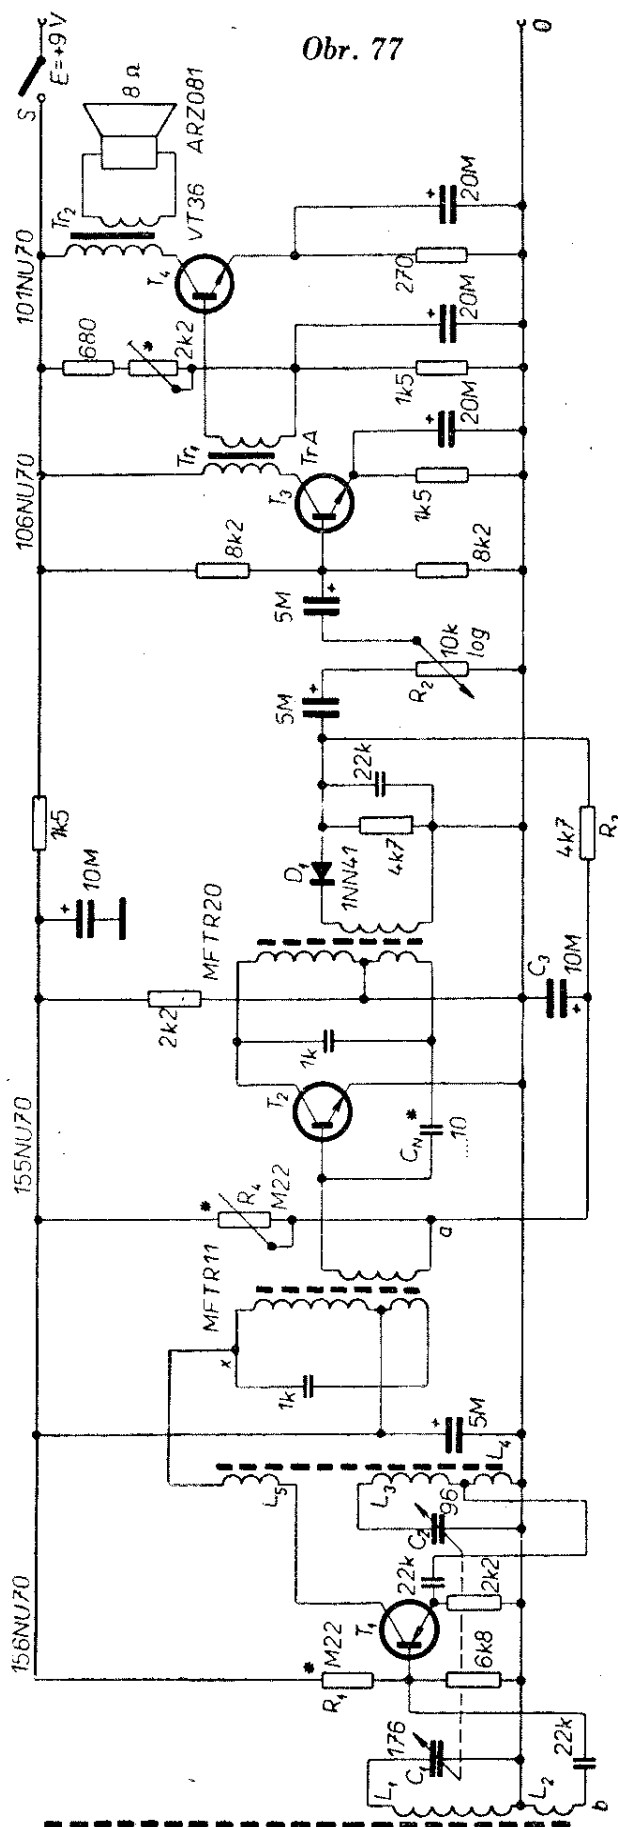 Obr. 77
S
E=+9V
8 Ω
ARZ081
Tr₂
VT36
101NU70
T₄
680
*
2k2
+
20M
270
+
20M
1k5
+
20M
1k5
106NU70
Tr₁
TrA
T₃
8k2
8k2
5M
+
10k
log
R₂
5M
+
22k
4k7
D₁
1NN41
1k5
+
10M
MFTR20
2k2
1k
T₂
155NU70
C_N
*
10
C₃
10M
+
4k7
*
R₄
M22
a
MFTR11
x
1k
+
5M
L₅
L₃
L₄
C₂
96
22k
2k2
T₁
156NU70
*
M22
R₁
6k8
176
L₁
C₁
L₂
22k
b
0